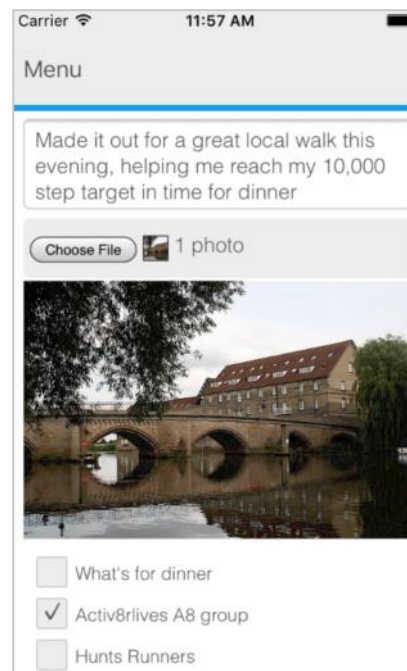 Carrier 11:57 AM
Menu
Made it out for a great local walk this
evening, helping me reach my 10,000
step target in time for dinner
Choose File 1 photo
What's for dinner
Activ8rlives A8 group
Hunts Runners